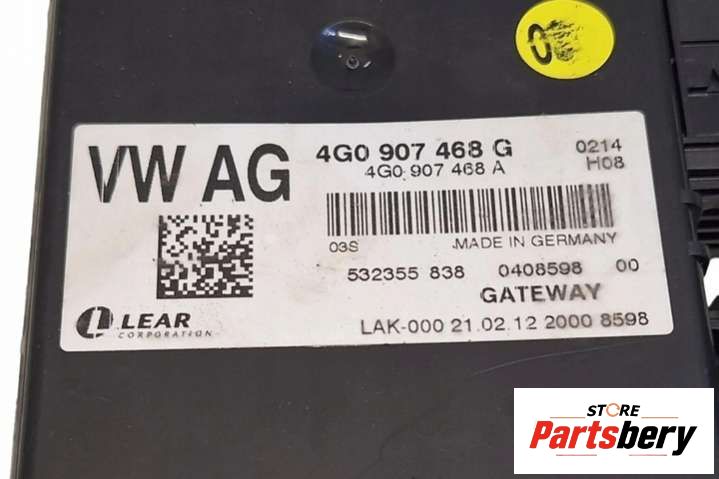 VW AG
4G0 907 468 G
0214
4G0 907 468 A
H08
03S
MADE IN GERMANY
532355 838 0408598 00
GATEWAY
LEAR
CORPORATION
LAK-000 21.02.12 2000 8598
STORE
Partsbery